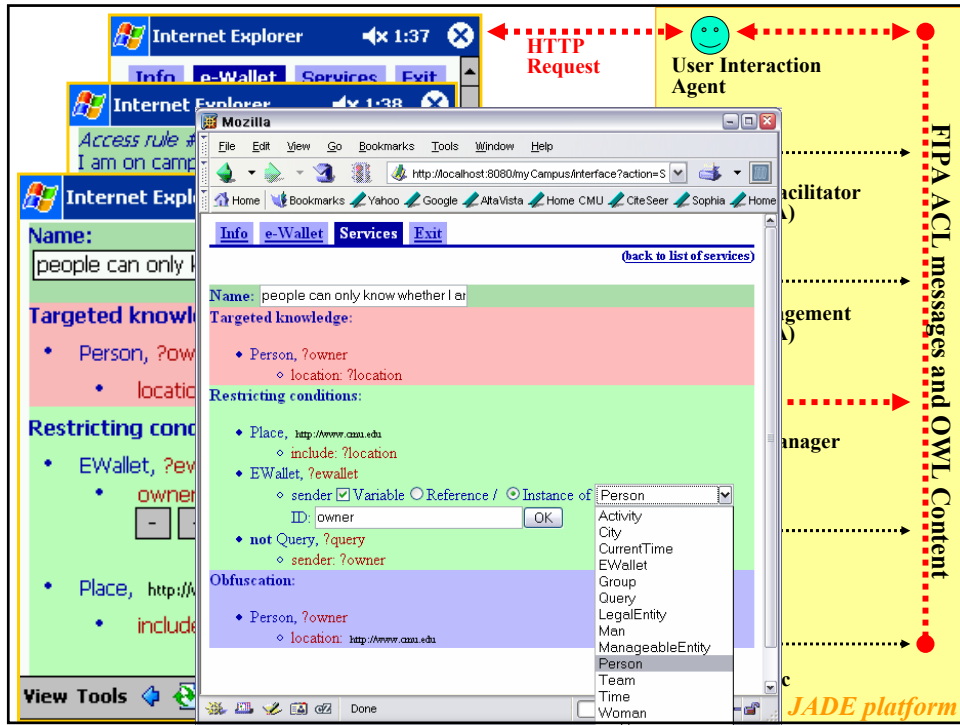 Internet Explorer 1:37
Info e-Wallet Services Exit
HTTP
Request
User Interaction
Agent
Internet Explorer 1:38
Access rule #
I am on camp
Internet Expl
Name:
people can only k
Targeted knowl
Person, ?ow
locatio
Restricting cond
EWallet, ?ew
owner
-
Place, http://w
include
View Tools
Mozilla
File Edit View Go Bookmarks Tools Window Help
http://localhost:8080/myCampus/interface?action=S
Home Bookmarks Yahoo Google AltaVista Home CMU CiteSeer Sophia Home
Info e-Wallet Services Exit
(back to list of services)
Name: people can only know whether I ar
Targeted knowledge:
Person, ?owner
location: ?location
Restricting conditions:
Place, http://www.cmu.edu
include: ?location
EWallet, ?ewallet
sender Variable Reference / Instance of Person
ID: owner OK
not Query, ?query
sender: ?owner
Obfuscation:
Person, ?owner
location: http://www.cmu.edu
Activity
City
CurrentTime
EWallet
Group
Query
LegalEntity
Man
ManageableEntity
Person
Team
Time
Woman
Done
acilitator
A)
gement
A)
anager
c
FIPA ACL messages and OWL Content
JADE platform